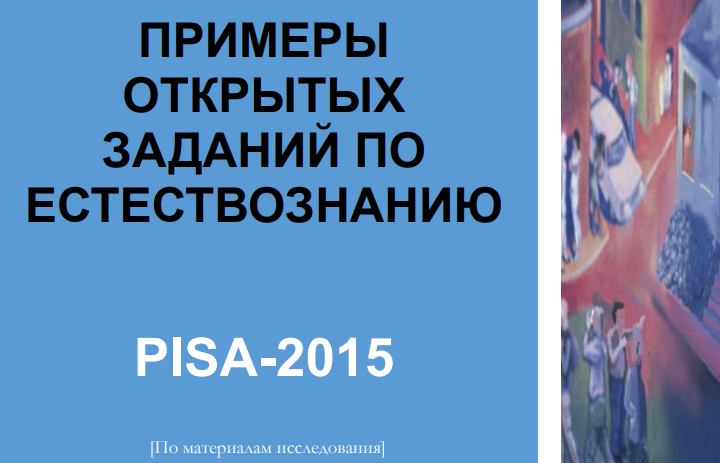 ПРИМЕРЫ
ОТКРЫТЫХ
ЗАДАНИЙ ПО
ЕСТЕСТВОЗНАНИЮ
PISA-2015
[По материалам исследования]